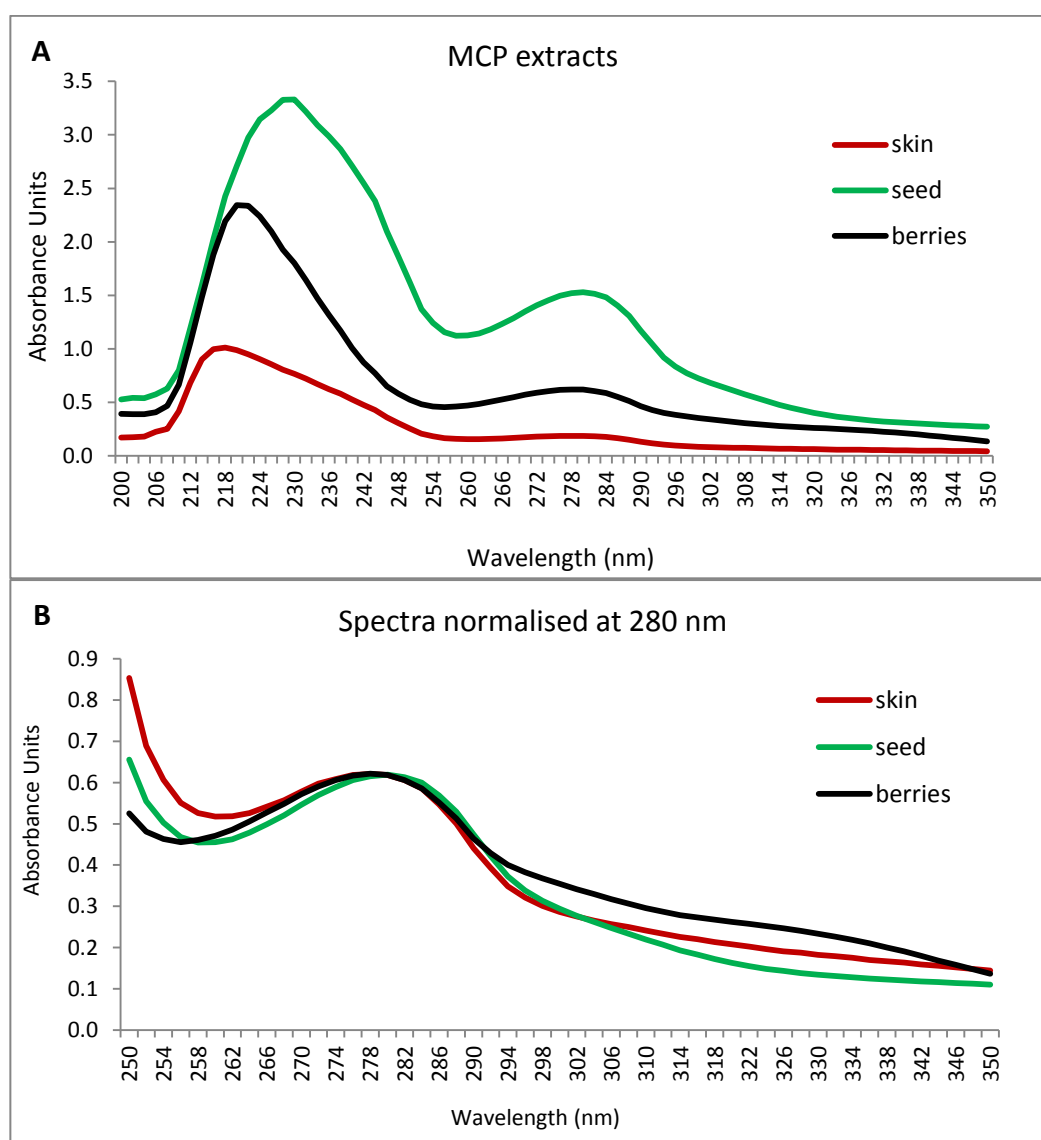 A
MCP extracts
3.5
3.0
2.5
2.0
1.5
1.0
0.5
0.0
Absorbance Units
skin
seed
berries
200 206 212 218 224 230 236 242 248 254 260 266 272 278 284 290 296 302 308 314 320 326 332 338 344 350
Wavelength (nm)
B
Spectra normalised at 280 nm
0.9
0.8
0.7
0.6
0.5
0.4
0.3
0.2
0.1
0.0
Absorbance Units
skin
seed
berries
250 254 258 262 266 270 274 278 282 286 290 294 298 302 306 310 314 318 322 326 330 334 338 342 346 350
Wavelength (nm)